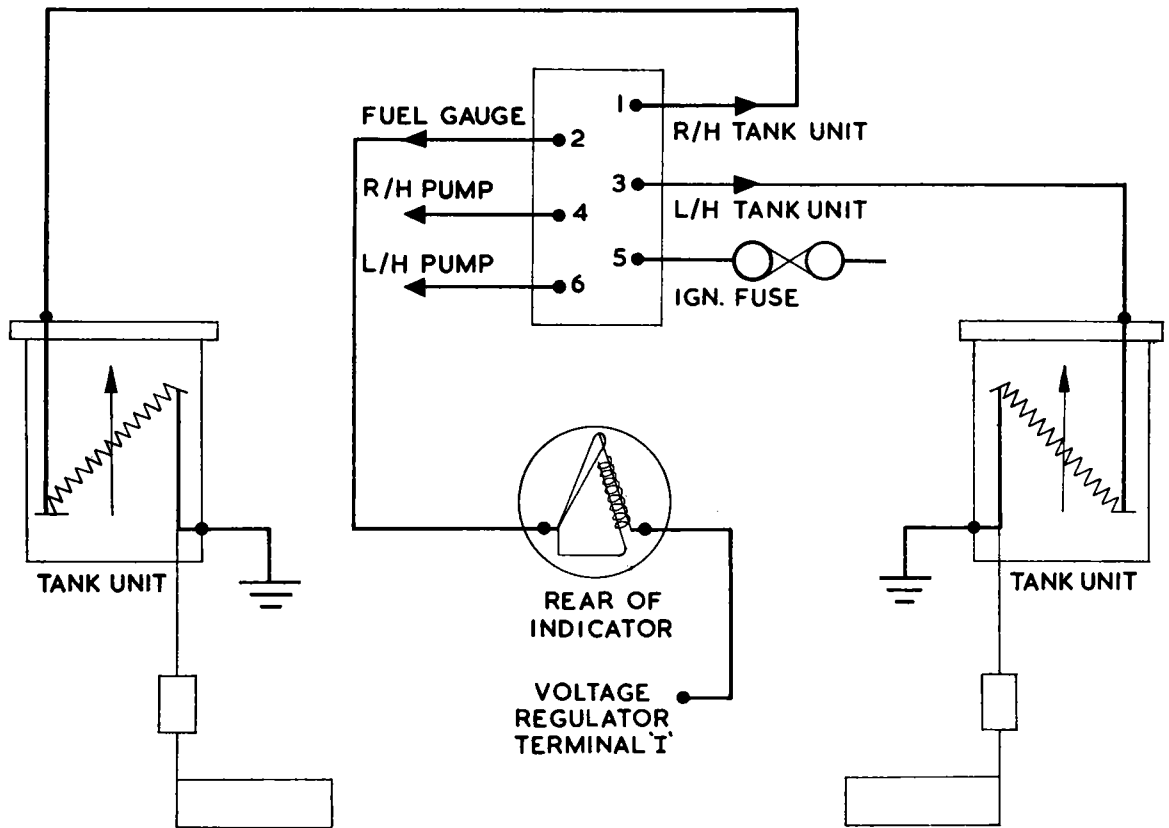 1
FUEL GAUGE
2
R/H TANK UNIT
R/H PUMP
3
4
L/H TANK UNIT
L/H PUMP
5
6
IGN. FUSE
TANK UNIT
TANK UNIT
REAR OF
INDICATOR
VOLTAGE
REGULATOR
TERMINAL 'I'